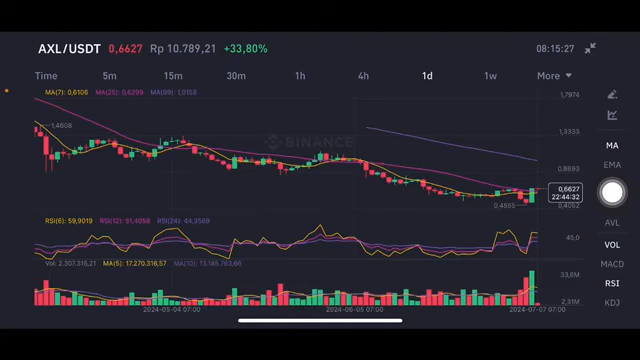 AXL/USDT 0,6627 Rp 10.789,21 +33,80% 08:15:27
Time 5m 15m 30m 1h 4h 1d 1w More
MA(7) 0,6106 MA(25) 0,6299 MA(99) 1,0158
1,7974
1,4608
1,3333
MA
BINANCE
EMA
0,8693
0,6627
22:44:32
0,4555
0,4052
AVL
RSI(6) 59,9019 RSI(12) 51,4058 RSI(24) 44,3569
45,0
VOL
Vol: 2.307.315,21 MA(5) 17.270.316,57 MA(10) 13.185.763,66
MACD
33,6M
RSI
2,31M
KDJ
2024-05-04 07:00 2024-06-05 07:00 2024-07-07 07:00